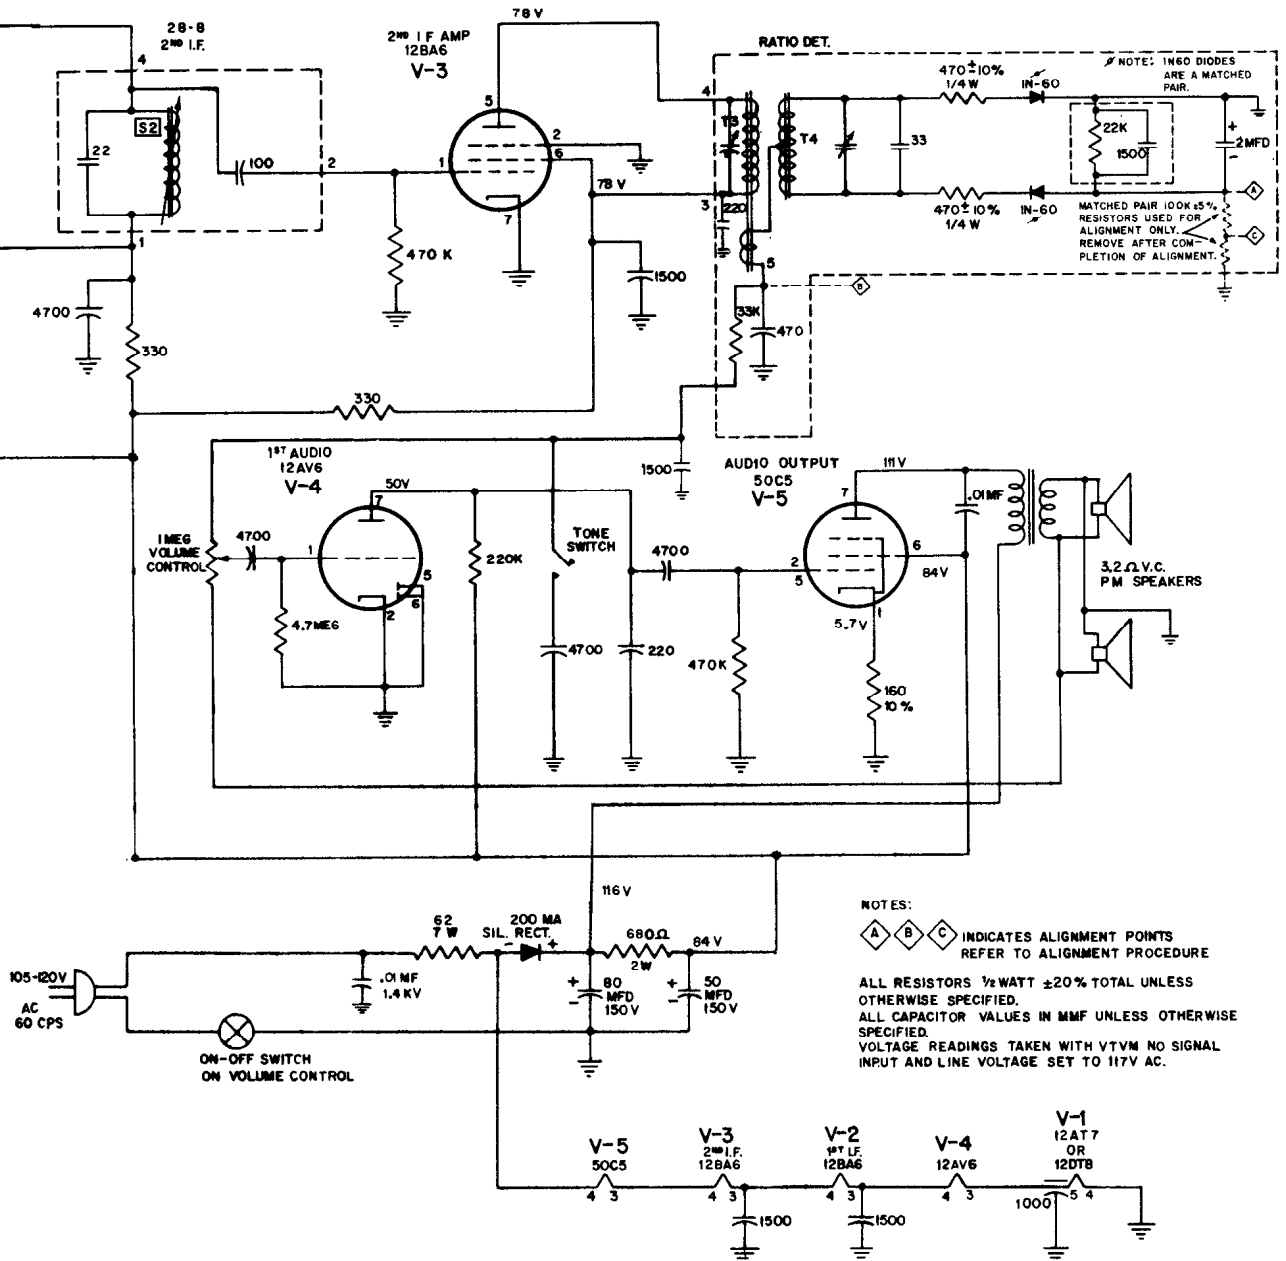 78 V
28-8
2ND I.F.
4
S2
22
100
2
1
4700
330
2ND I F AMP
12BA6
V-3
5
1
2
6
7
78 V
470 K
1500
330
RATIO DET.
4
T3
3
220
5
T4
33
470 ±10%
1/4 W
1N-60
NOTE: 1N60 DIODES
ARE A MATCHED
PAIR.
22K
1500
+
2MFD
-
A
470 ± 10%
1/4 W
1N-60
MATCHED PAIR 100K ±5%
RESISTORS USED FOR
ALIGNMENT ONLY.
REMOVE AFTER COM-
PLETION OF ALIGNMENT.
C
B
33K
470
1500
1ST AUDIO
12AV6
V-4
50V
7
1 MEG
VOLUME
CONTROL
4700
1
5
6
2
4.7MEG
220K
TONE
SWITCH
4700
220
4700
AUDIO OUTPUT
50C5
V-5
111V
7
2
5
6
84V
1
5.7V
470K
160
10 %
.01MF
3.2 Ω V.C.
PM SPEAKERS
116 V
62
7 W
200 MA
SIL. RECT.
- +
680Ω
2W
84 V
105-120V
AC
60 CPS
.01 MF
1.4 KV
+
-
80
MFD
150V
+
-
50
MFD
150V
ON-OFF SWITCH
ON VOLUME CONTROL
NOTES:
A B C INDICATES ALIGNMENT POINTS
REFER TO ALIGNMENT PROCEDURE
ALL RESISTORS 1/2 WATT ±20% TOTAL UNLESS
OTHERWISE SPECIFIED.
ALL CAPACITOR VALUES IN MMF UNLESS OTHERWISE
SPECIFIED.
VOLTAGE READINGS TAKEN WITH VTVM NO SIGNAL
INPUT AND LINE VOLTAGE SET TO 117V AC.
V-5
50C5
4 3
V-3
2ND I.F.
12BA6
4 3
1500
V-2
1ST I.F.
12BA6
4 3
1500
V-4
12AV6
4 3
V-1
12AT7
OR
12DT8
1000
5 4